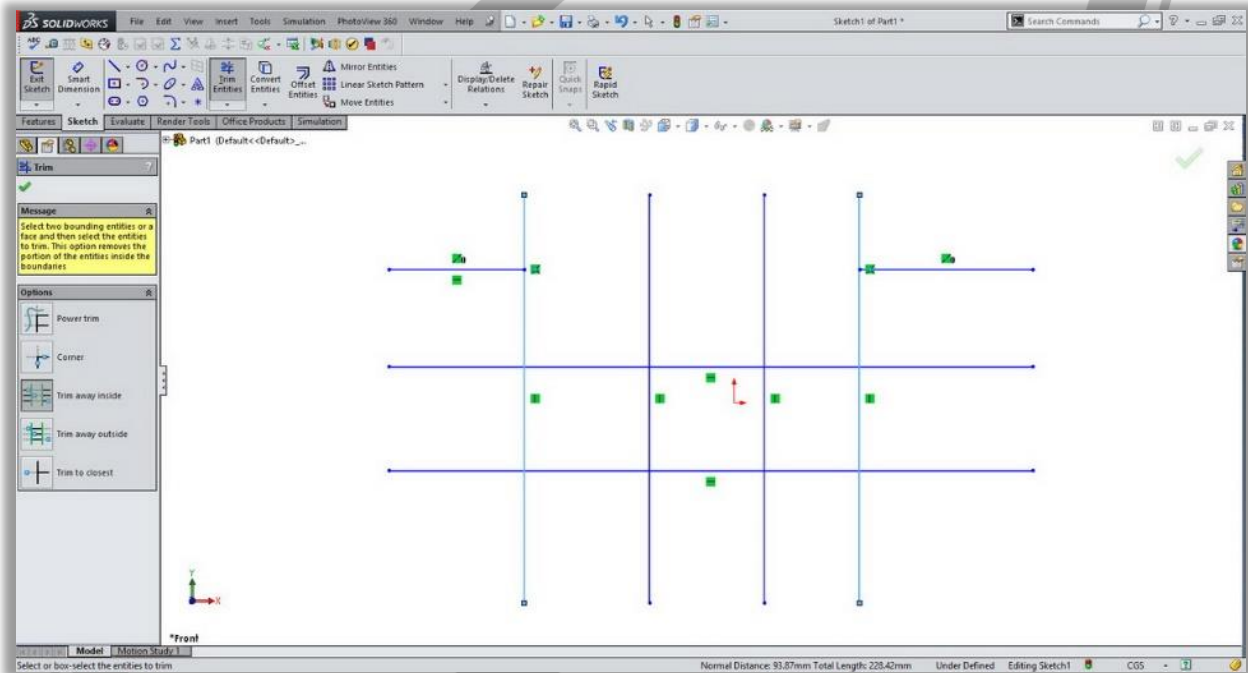 SOLIDWORKS File Edit View Insert Tools Simulation PhotoView 360 Window Help Sketch1 of Part1 * Search Commands
Exit Sketch
Smart Dimension
Trim Entities
Convert Entities
Offset Entities
Mirror Entities
Linear Sketch Pattern
Move Entities
Display/Delete Relations
Repair Sketch
Quick Snaps
Rapid Sketch
Features Sketch Evaluate Render Tools Office Products Simulation
Part1 (Default<<Default>_...
Trim ?
Message
Select two bounding entities or a
face and then select the entities
to trim. This option removes the
portion of the entities inside the
boundaries
Options
Power trim
Corner
Trim away inside
Trim away outside
Trim to closest
Y
X
*Front
Model Motion Study 1
Select or box-select the entities to trim Normal Distance: 93.87mm Total Length: 228.42mm Under Defined Editing Sketch1 CGS